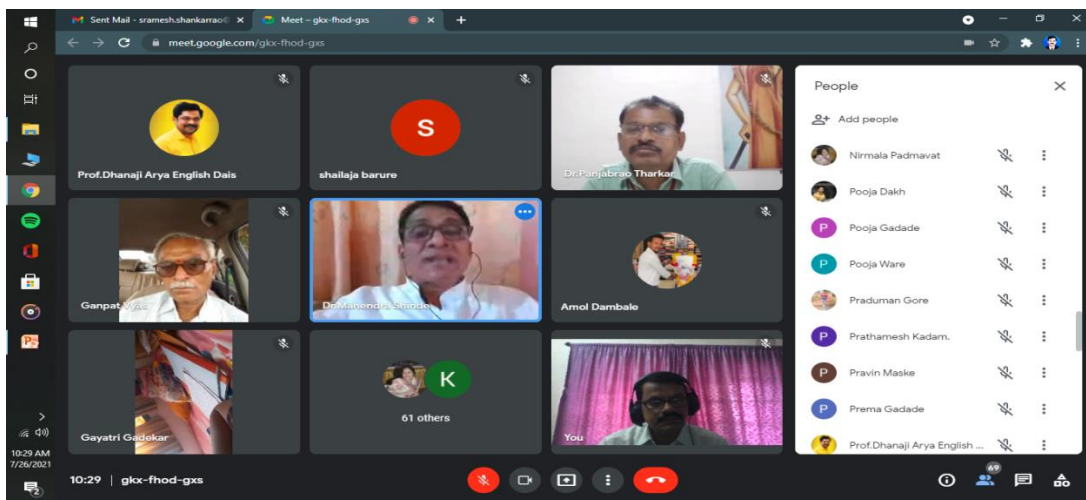 Sent Mail - sramesh.shankarrao
Meet – gkx-fhod-gxs
meet.google.com/gkx-fhod-gxs
Prof.Dhanaji Arya English Dais
S
shailaja barure
Dr.Panjabrao Tharkar
Ganpat Vyas
Dr.Mahendra Shinde
Amol Dambale
Gayatri Gadekar
K
61 others
You
People
Add people
Nirmala Padmavat
Pooja Dakh
P Pooja Gadade
P Pooja Ware
Praduman Gore
P Prathamesh Kadam.
P Pravin Maske
P Prema Gadade
Prof.Dhanaji Arya English ...
10:29 AM
7/26/2021
10:29 | gkx-fhod-gxs
69
2